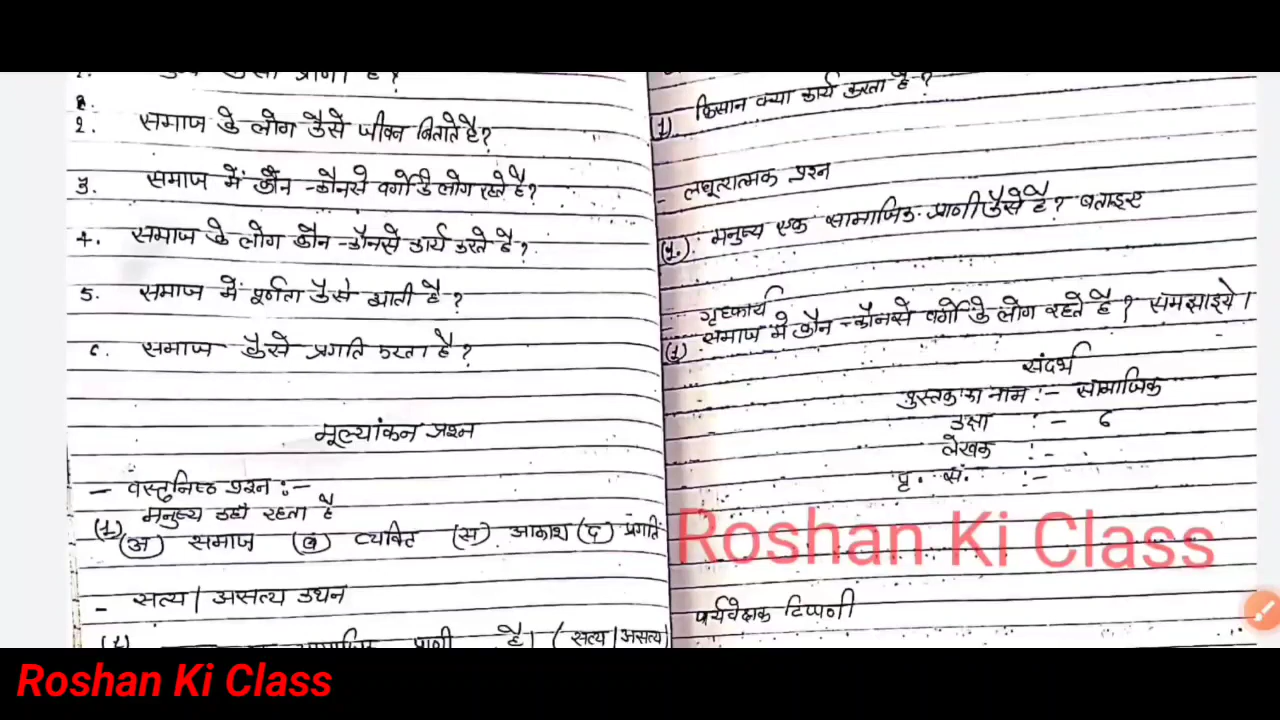 प्राणी है?
2.
2. समाज के लोग कैसे जीवन बिताते है?
3. समाज में कौन-कौनसे वर्गो के लोग रहते है?
4. समाज के लोग कौन-कौनसे कार्य करते है?
5. समाज में पूर्णता कैसे आती है?
6. समाज कैसे प्रगति करता है?
मूल्यांकन प्रश्न
- वस्तुनिष्ठ प्रश्न :-
(1) मनुष्य कहाँ रहता है
(अ) समाज (ब) व्यक्ति (स) आकाश (द) प्रगति
- सत्य / असत्य कथन
(1) प्राणी है। (सत्य/असत्य)
(1) किसान क्या कार्य करता है?
- लघूत्रात्मक प्रश्न
मनुष्य एक सामाजिक प्राणी कैसे है? बताइए
- गृहकार्य
(1) समाज मे कौन-कौनसे वर्गो के लोग रहते है? समझाइये।
संदर्भ
पुस्तक का नाम :- सामाजिक
कक्षा :- 6
लेखक :-
पृ. सं. :-
Roshan Ki Class
पर्यवेक्षक टिप्पणी
Roshan Ki Class